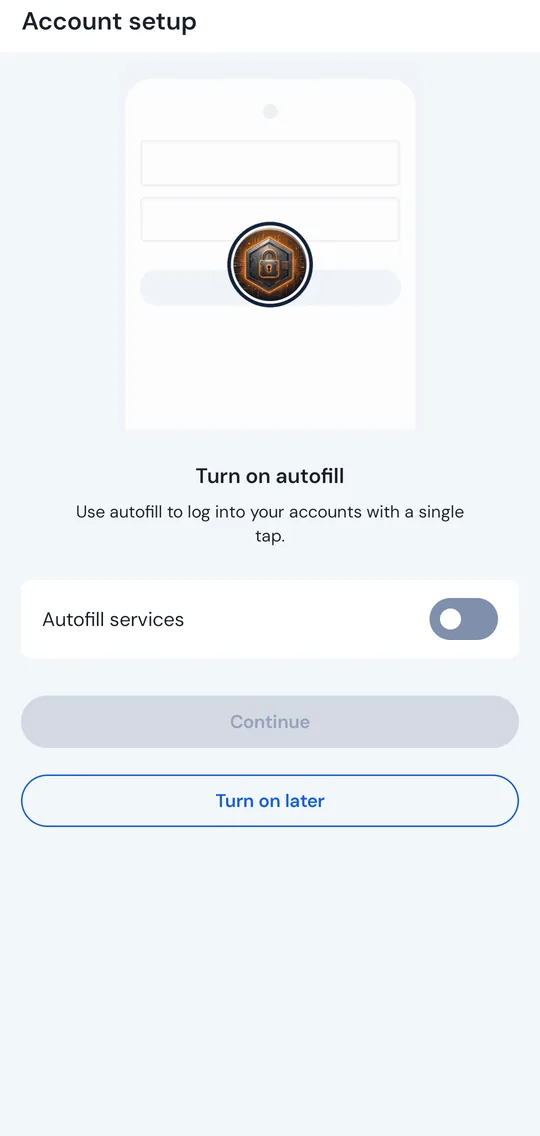 Account setup
Turn on autofill
Use autofill to log into your accounts with a single
tap.
Autofill services
Continue
Turn on later